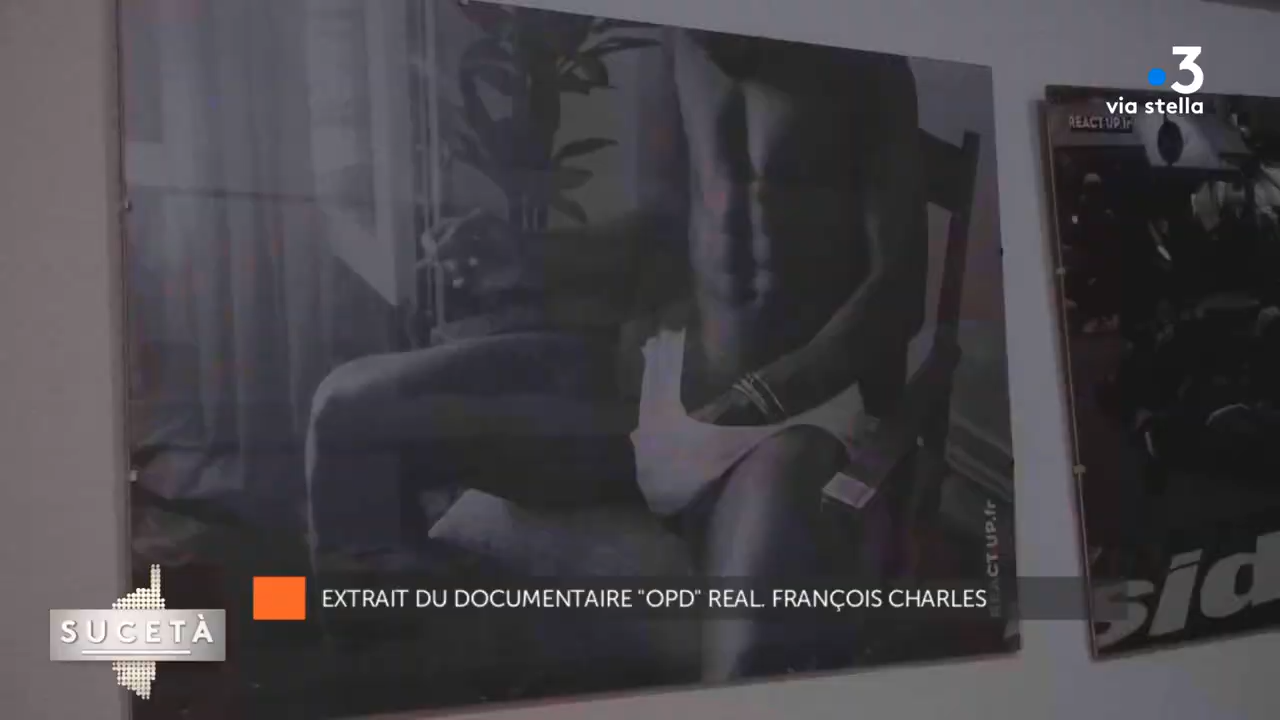 3
via stella
REACT UP.fr
REACT UP.fr
sid
EXTRAIT DU DOCUMENTAIRE "OPD" REAL. FRANÇOIS CHARLES
SUCETÀ